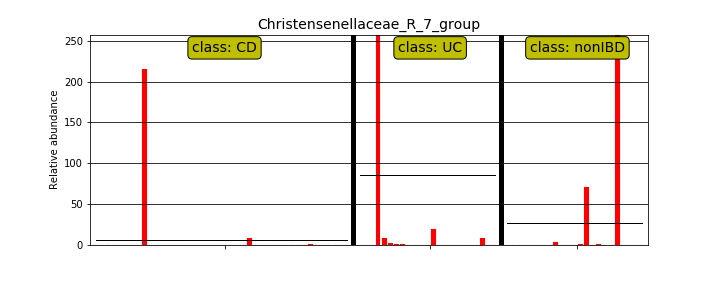 Christensenellaceae_R_7_group
class: CD
class: UC
class: nonIBD
Relative abundance
250
200
150
100
50
0